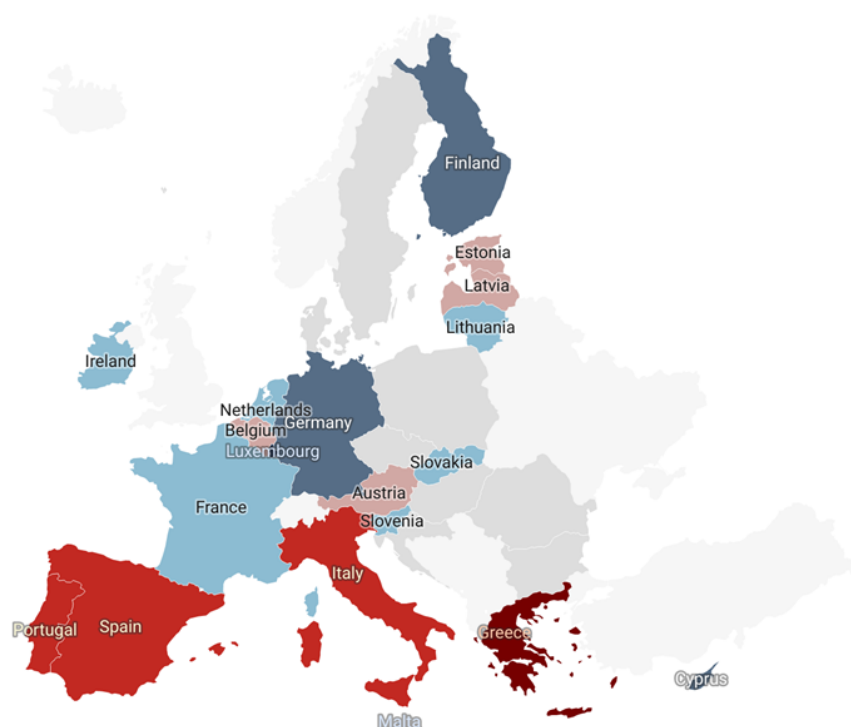 Finland
Estonia
Latvia
Lithuania
Ireland
Netherlands
Belgium
Germany
Luxembourg
Slovakia
Austria
France
Slovenia
Italy
Portugal
Spain
Greece
Cyprus
Malta